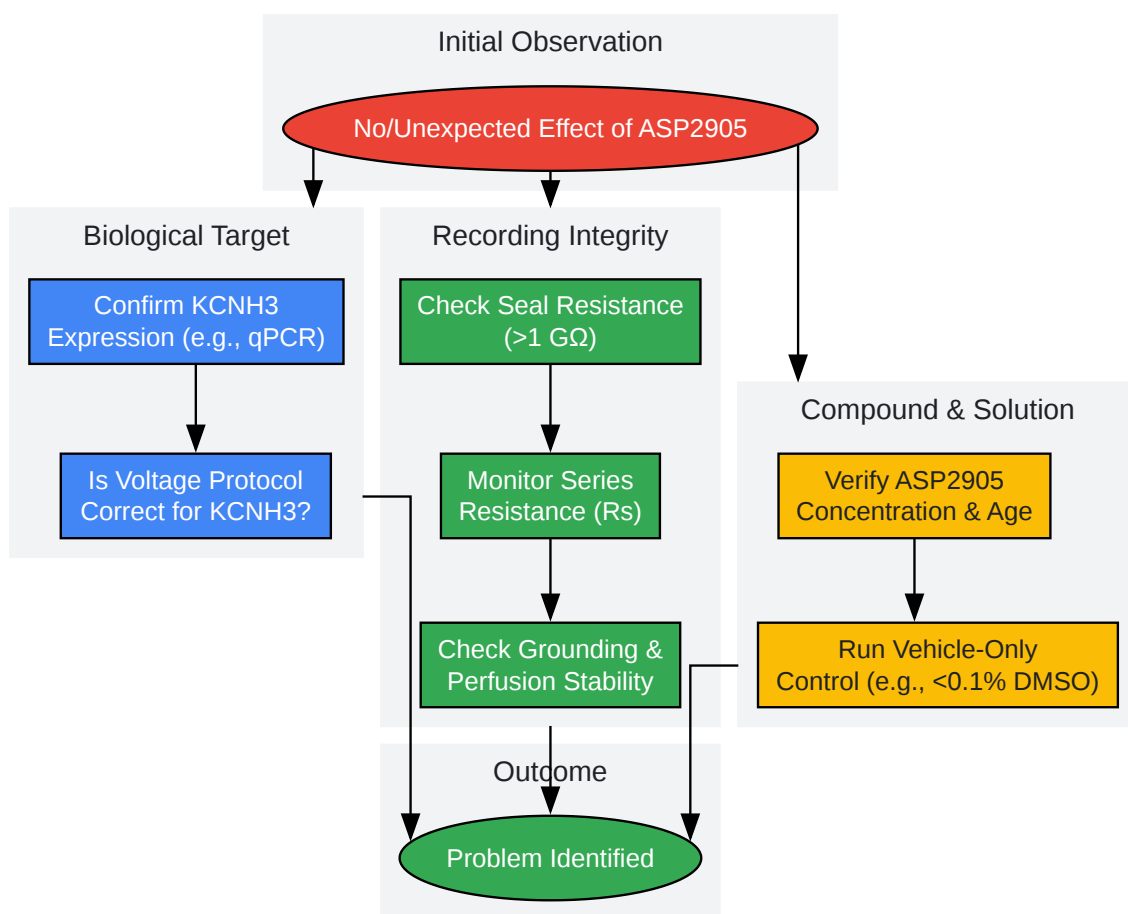 Initial Observation
No/Unexpected Effect of ASP2905
Biological Target
Confirm KCNH3
Expression (e.g., qPCR)
Is Voltage Protocol
Correct for KCNH3?
Recording Integrity
Check Seal Resistance
(>1 GΩ)
Monitor Series
Resistance (Rs)
Check Grounding &
Perfusion Stability
Compound & Solution
Verify ASP2905
Concentration & Age
Run Vehicle-Only
Control (e.g., <0.1% DMSO)
Outcome
Problem Identified